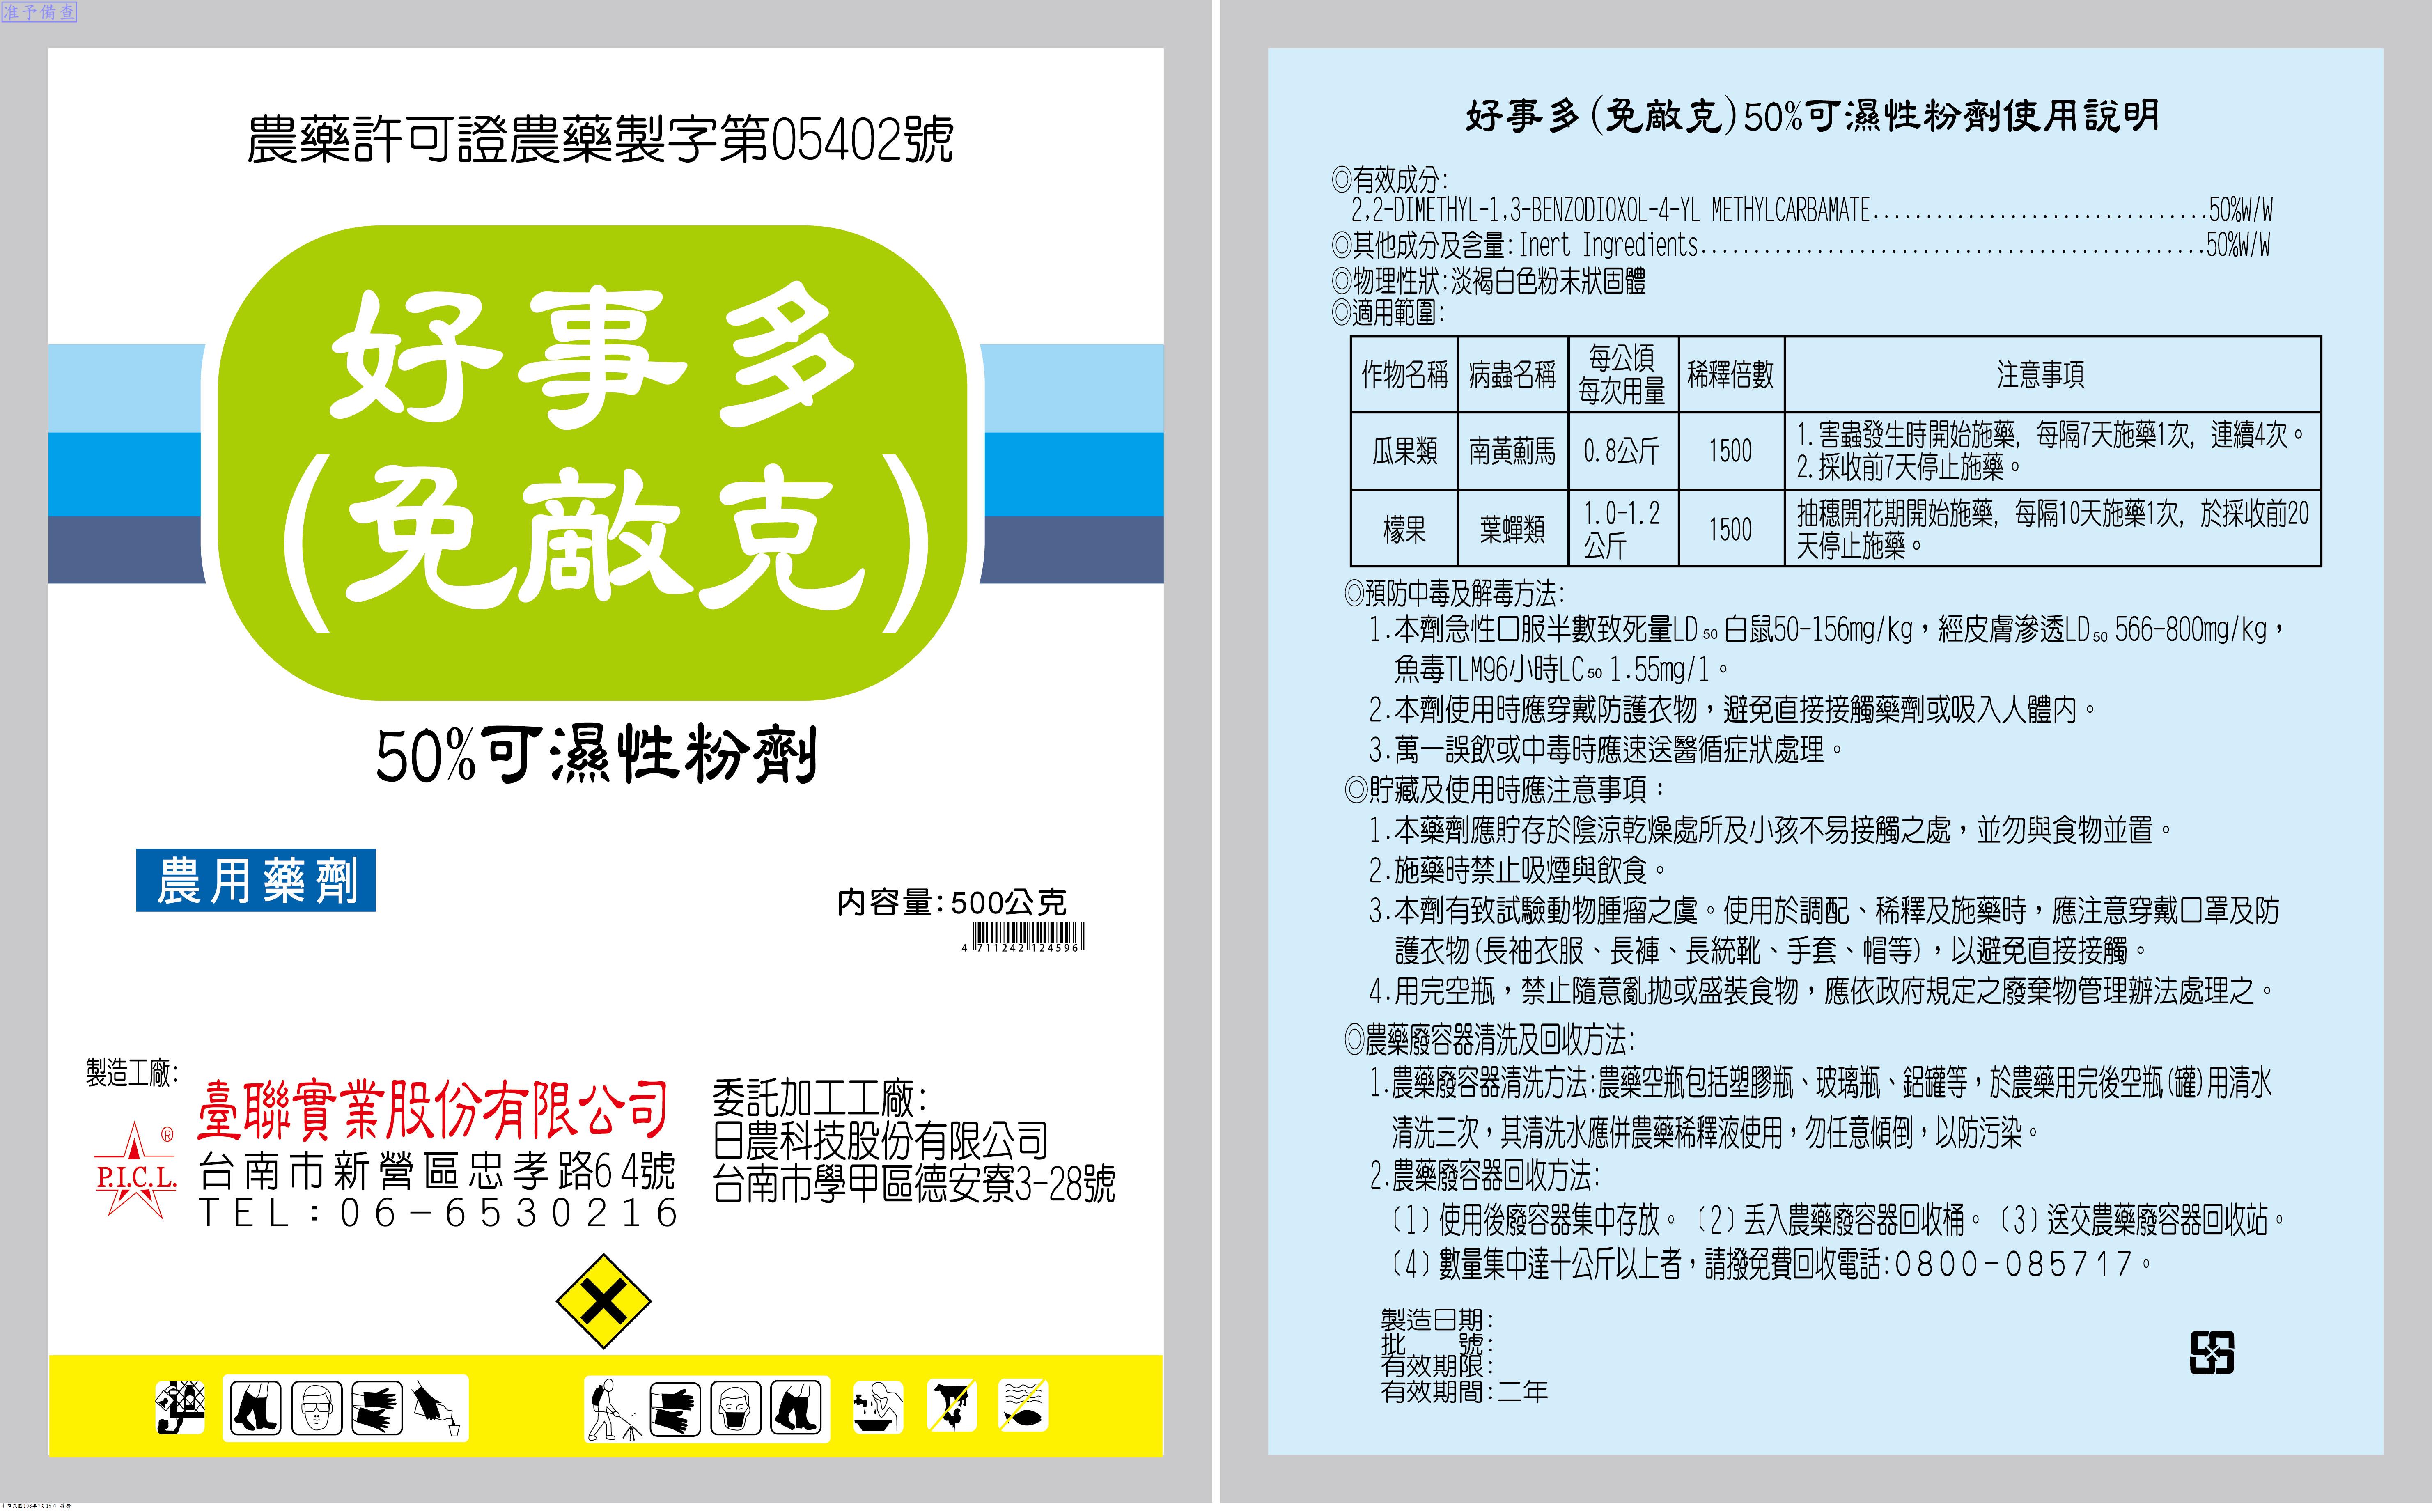 准予備查
農藥許可證農藥製字第05402號
好事多
(免敵克)
50%可濕性粉劑
農用藥劑
內容量:500公克
4 711242 124596
製造工廠:
臺聯實業股份有限公司
®
P.I.C.L.
台南市新營區忠孝路64號
TEL：06－6530216
委託加工工廠:
日農科技股份有限公司
台南市學甲區德安寮3-28號
中華民國108年7月15日 簽發
好事多(免敵克)50%可濕性粉劑使用說明
◎有效成分:
2,2-DIMETHYL-1,3-BENZODIOXOL-4-YL METHYLCARBAMATE................................50%W/W
◎其他成分及含量:Inert Ingredients................................................50%W/W
◎物理性狀:淡褐白色粉末狀固體
◎適用範圍:
作物名稱 病蟲名稱 每公頃每次用量 稀釋倍數 注意事項
瓜果類 南黃薊馬 0.8公斤 1500 1.害蟲發生時開始施藥，每隔7天施藥1次，連續4次。
2.採收前7天停止施藥。
檬果 葉蟬類 1.0-1.2公斤 1500 抽穗開花期開始施藥，每隔10天施藥1次，於採收前20
天停止施藥。
◎預防中毒及解毒方法:
1.本劑急性口服半數致死量LD₅₀白鼠50-156mg/kg，經皮膚滲透LD₅₀ 566-800mg/kg，
魚毒TLM96小時LC₅₀ 1.55mg/l。
2.本劑使用時應穿戴防護衣物，避免直接接觸藥劑或吸入人體內。
3.萬一誤飲或中毒時應速送醫循症狀處理。
◎貯藏及使用時應注意事項：
1.本藥劑應貯存於陰涼乾燥處所及小孩不易接觸之處，並勿與食物並置。
2.施藥時禁止吸煙與飲食。
3.本劑有致試驗動物腫瘤之虞。使用於調配、稀釋及施藥時，應注意穿戴口罩及防
護衣物(長袖衣服、長褲、長統靴、手套、帽等)，以避免直接接觸。
4.用完空瓶，禁止隨意亂拋或盛裝食物，應依政府規定之廢棄物管理辦法處理之。
◎農藥廢容器清洗及回收方法:
1.農藥廢容器清洗方法:農藥空瓶包括塑膠瓶、玻璃瓶、鋁罐等，於農藥用完後空瓶(罐)用清水
清洗三次，其清洗水應併農藥稀釋液使用，勿任意傾倒，以防污染。
2.農藥廢容器回收方法:
〔1〕使用後廢容器集中存放。〔2〕丟入農藥廢容器回收桶。〔3〕送交農藥廢容器回收站。
〔4〕數量集中達十公斤以上者，請撥免費回收電話:0800-085717。
製造日期:
批　　號:
有效期限:
有效期間:二年